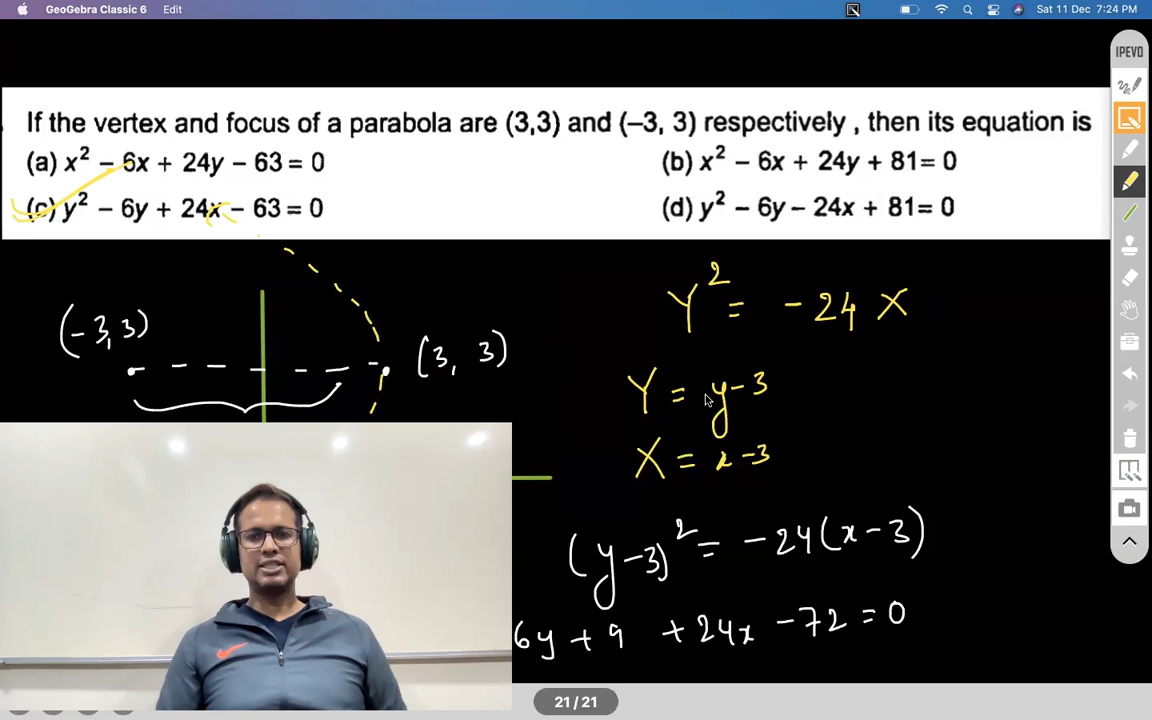 GeoGebra Classic 6 Edit Sat 11 Dec 7:24 PM
IPEVO
If the vertex and focus of a parabola are (3,3) and (–3, 3) respectively , then its equation is
(a) x² – 6x + 24y – 63 = 0 (b) x² – 6x + 24y + 81= 0
(c) y² – 6y + 24x – 63 = 0 (d) y² – 6y – 24x + 81= 0
Y² = -24 X
(-3,3) (3, 3)
Y = y-3
X = x-3
(y-3)² = -24(x-3)
6y + 9 + 24x - 72 = 0
21 / 21